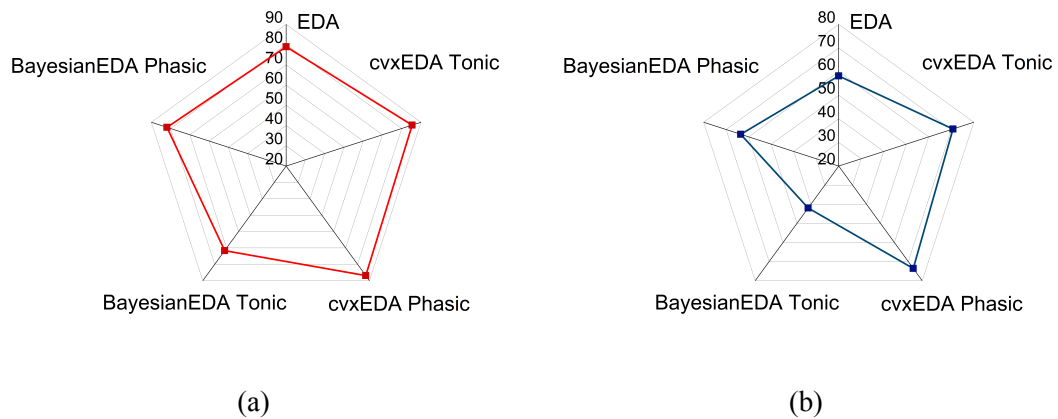 90
EDA
80
70
60
50
40
30
20
cvxEDA Tonic
BayesianEDA Phasic
BayesianEDA Tonic
cvxEDA Phasic
(a)
80
EDA
70
60
50
40
30
20
cvxEDA Tonic
BayesianEDA Phasic
BayesianEDA Tonic
cvxEDA Phasic
(b)